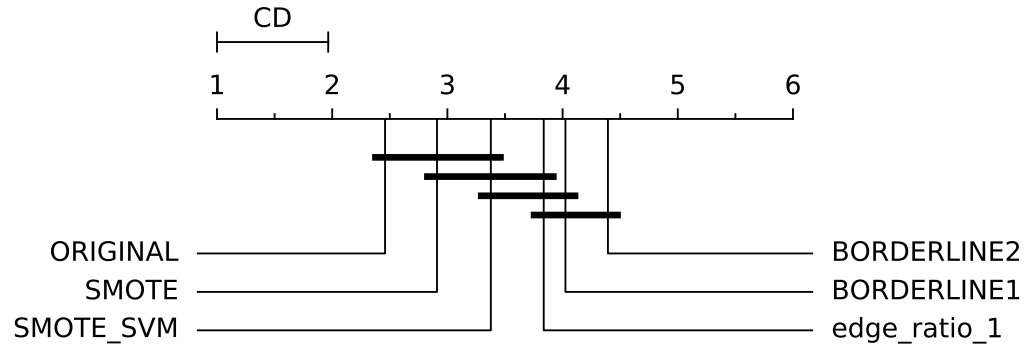 CD
1 2 3 4 5 6
ORIGINAL BORDERLINE2
SMOTE BORDERLINE1
SMOTE_SVM edge_ratio_1